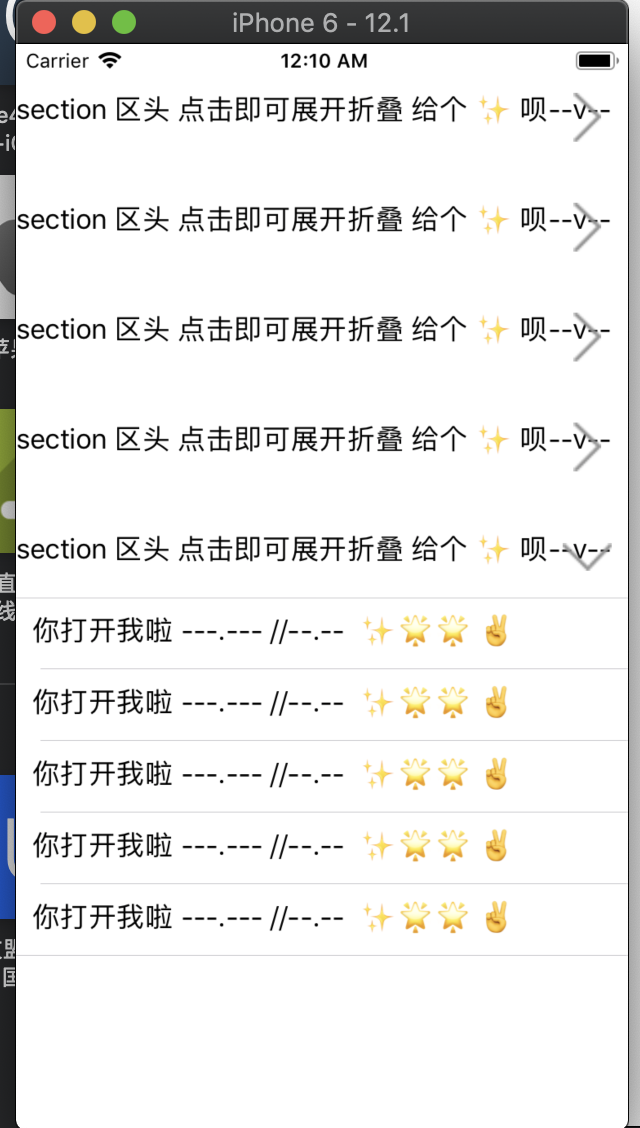 iPhone 6 - 12.1
Carrier 12:10 AM
section 区头 点击即可展开折叠 给个 ✨ 呗--v--
section 区头 点击即可展开折叠 给个 ✨ 呗--v--
section 区头 点击即可展开折叠 给个 ✨ 呗--v--
section 区头 点击即可展开折叠 给个 ✨ 呗--v--
section 区头 点击即可展开折叠 给个 ✨ 呗--v--
你打开我啦 ---.--- //--.-- ✨🌟🌟 ✌️
你打开我啦 ---.--- //--.-- ✨🌟🌟 ✌️
你打开我啦 ---.--- //--.-- ✨🌟🌟 ✌️
你打开我啦 ---.--- //--.-- ✨🌟🌟 ✌️
你打开我啦 ---.--- //--.-- ✨🌟🌟 ✌️